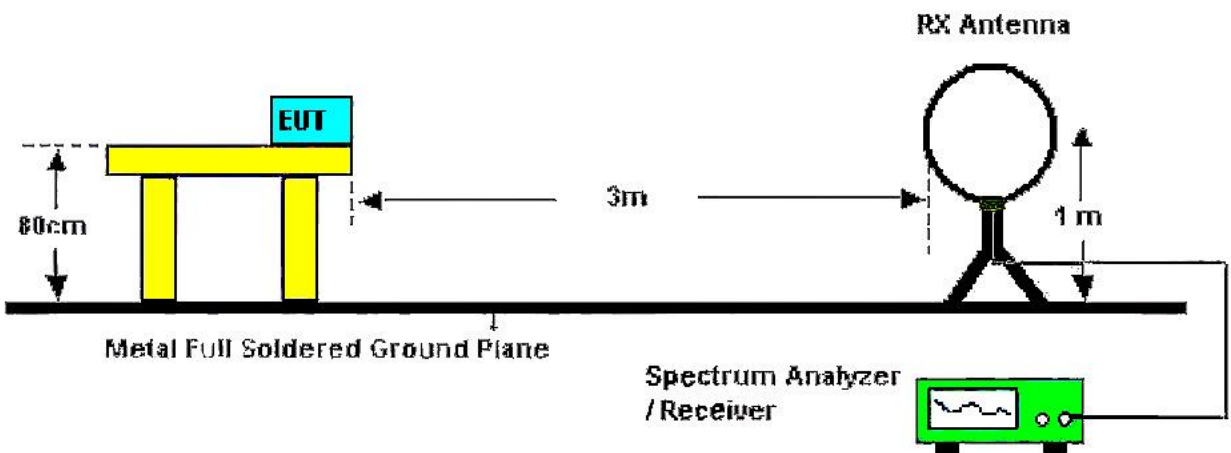 RX Antenna
EUT
80cm
3m
1 m
Metal Full Soldered Ground Plane
Spectrum Analyzer
/ Receiver